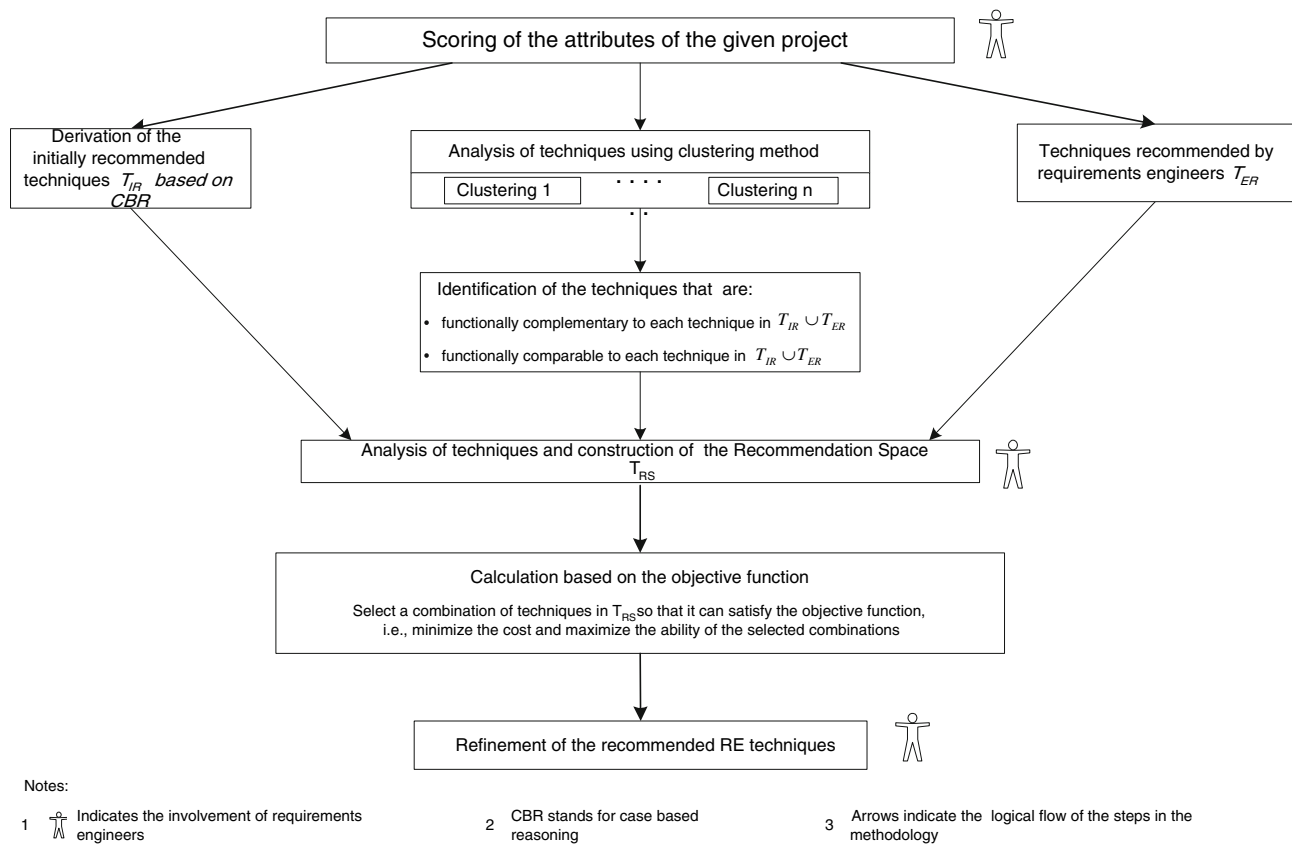 Scoring of the attributes of the given project
Derivation of the
initially recommended
techniques T_IR based on
CBR
Analysis of techniques using clustering method
Clustering 1
. . . .
Clustering n
. .
Techniques recommended by
requirements engineers T_ER
Identification of the techniques that are:
• functionally complementary to each technique in T_IR ∪ T_ER
• functionally comparable to each technique in T_IR ∪ T_ER
Analysis of techniques and construction of the Recommendation Space
T_RS
Calculation based on the objective function
Select a combination of techniques in T_RS so that it can satisfy the objective function,
i.e., minimize the cost and maximize the ability of the selected combinations
Refinement of the recommended RE techniques
Notes:
1 Indicates the involvement of requirements
engineers
2 CBR stands for case based
reasoning
3 Arrows indicate the logical flow of the steps in the
methodology